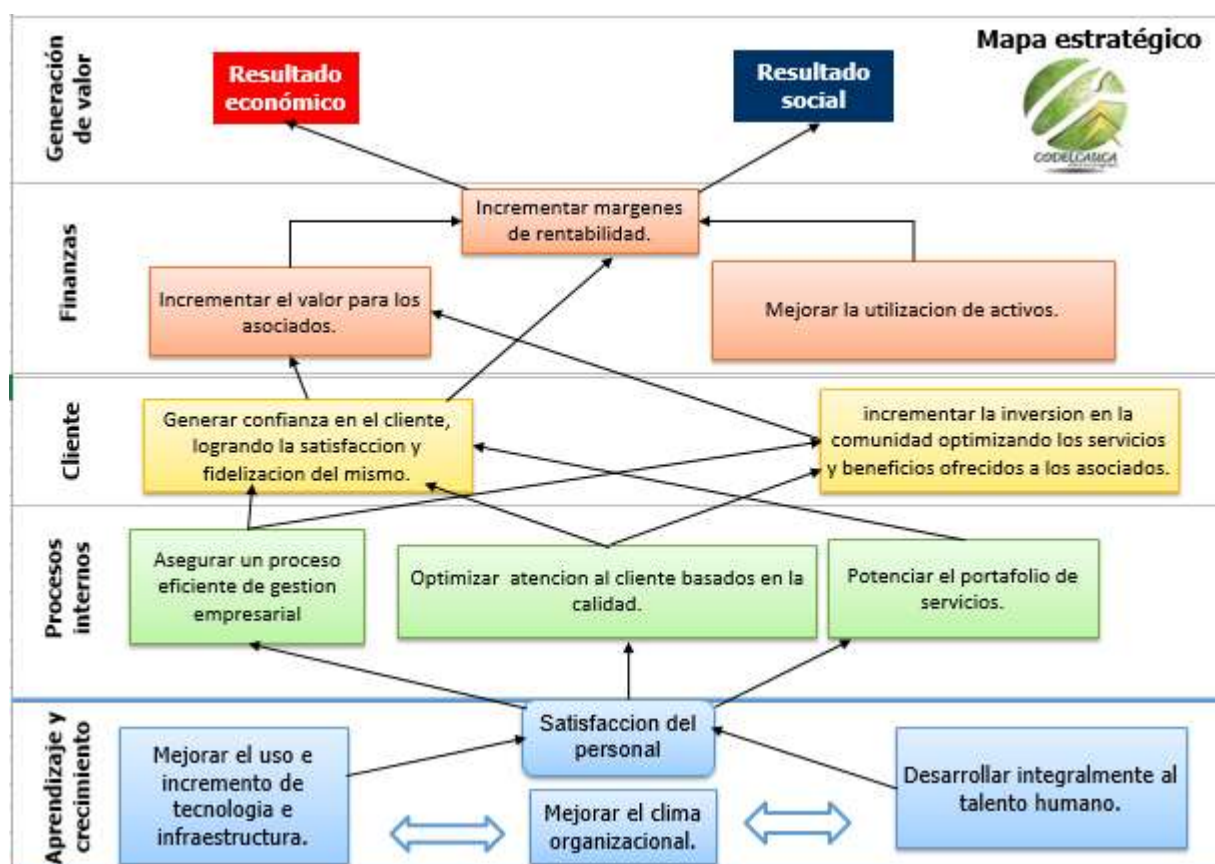 Mapa estratégico
CODELCAUCA
Generación
de valor
Resultado
económico
Resultado
social
Finanzas
Incrementar margenes
de rentabilidad.
Incrementar el valor para los
asociados.
Mejorar la utilizacion de activos.
Cliente
Generar confianza en el cliente,
logrando la satisfaccion y
fidelizacion del mismo.
incrementar la inversion en la
comunidad optimizando los servicios
y beneficios ofrecidos a los asociados.
Procesos
internos
Asegurar un proceso
eficiente de gestion
empresarial
Optimizar atencion al cliente basados en la
calidad.
Potenciar el portafolio de
servicios.
Aprendizaje y
crecimiento
Satisfaccion del
personal
Mejorar el uso e
incremento de
tecnologia e
infraestructura.
Mejorar el clima
organizacional.
Desarrollar integralmente al
talento humano.